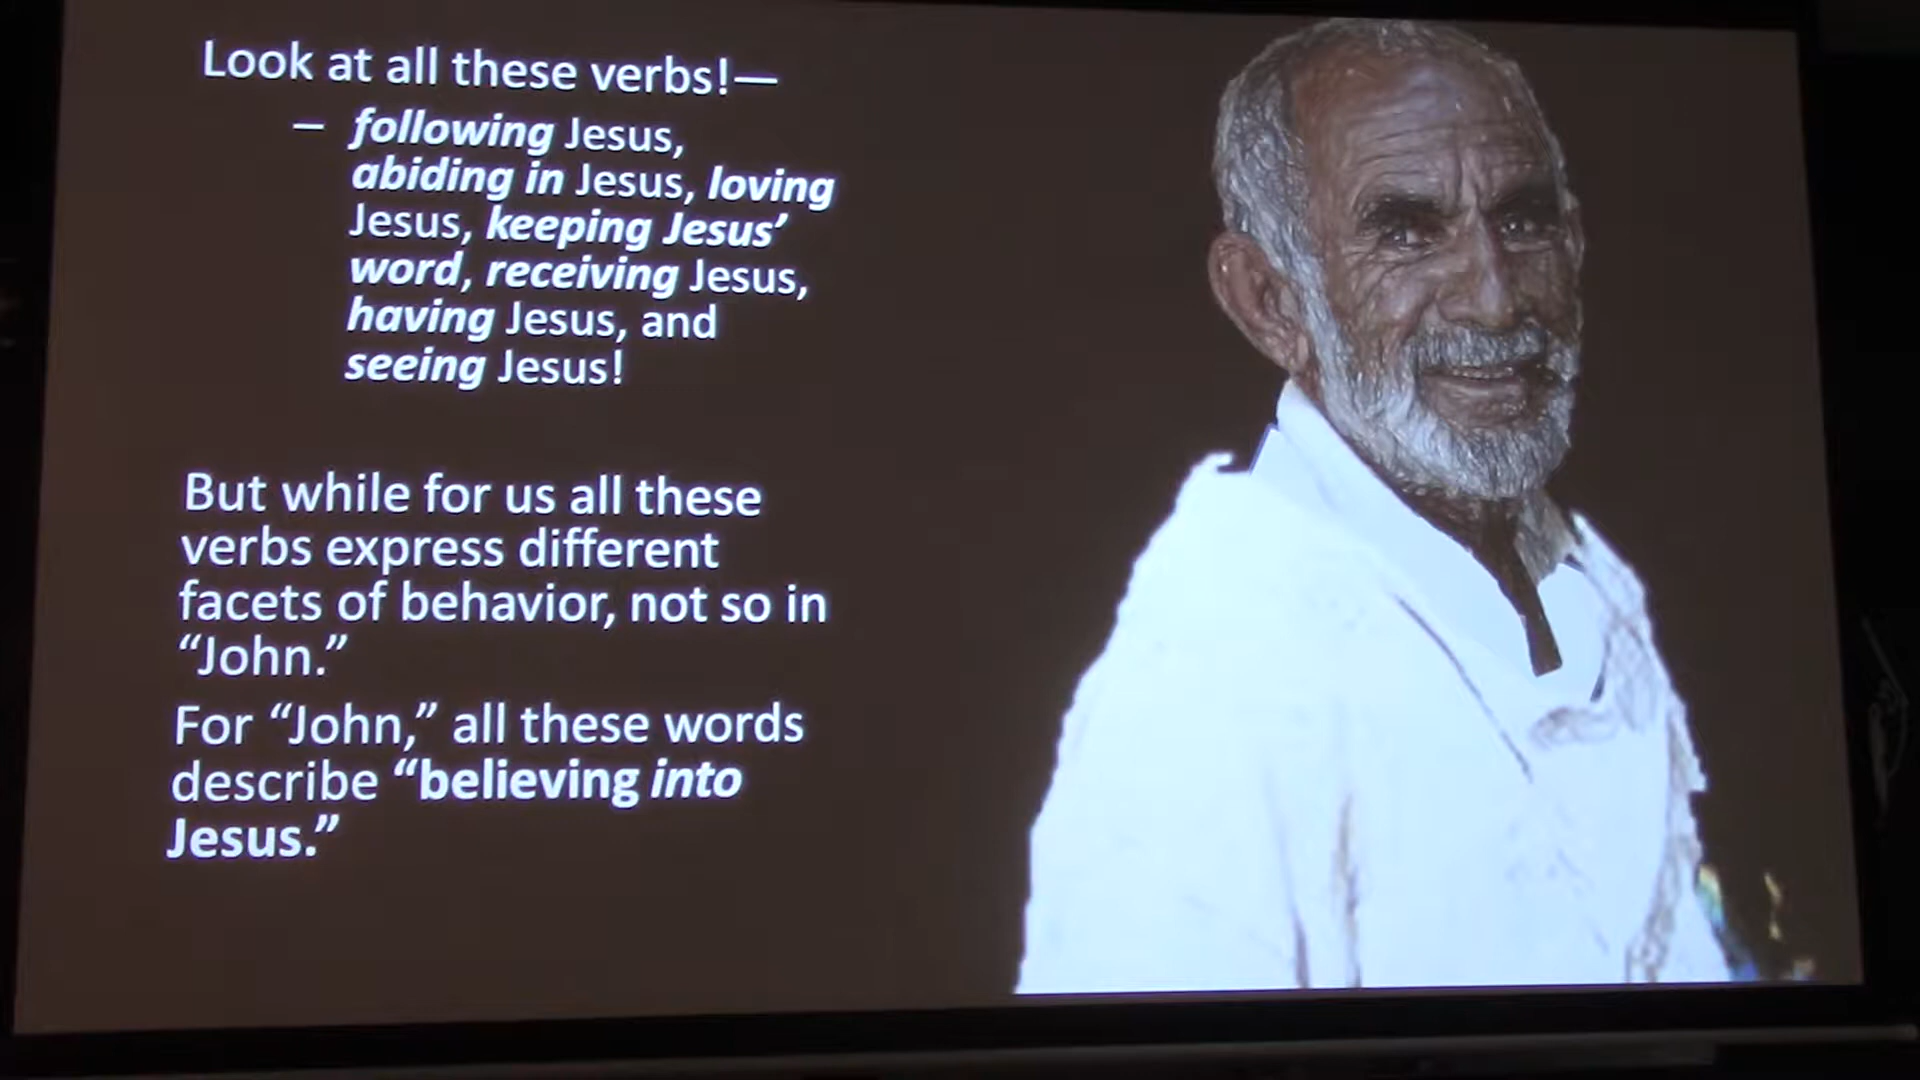 Look at all these verbs!—
– following Jesus,
abiding in Jesus, loving
Jesus, keeping Jesus’
word, receiving Jesus,
having Jesus, and
seeing Jesus!
But while for us all these
verbs express different
facets of behavior, not so in
“John.”
For “John,” all these words
describe “believing into
Jesus.”